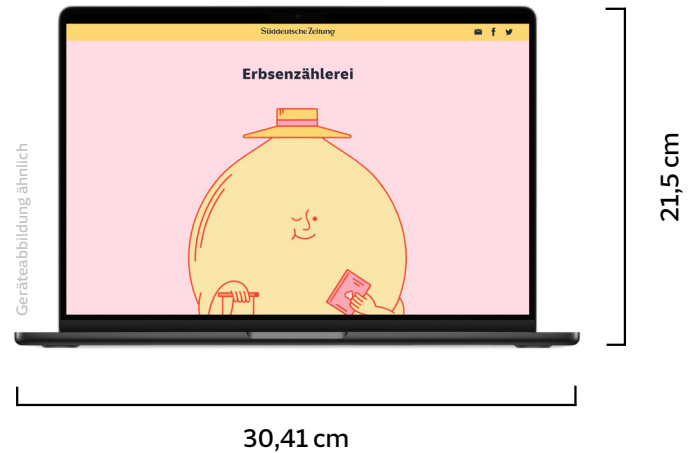 Süddeutsche Zeitung
Erbsenzählerei
Geräteabbildung ähnlich
21,5 cm
30,41 cm